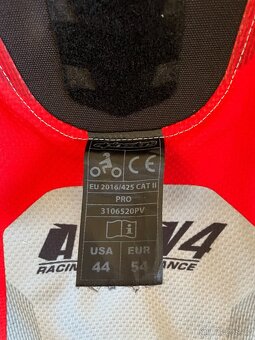 CE
EU 2016/425 CAT II
PRO
3106520PV
i
USA EUR
44 54
RACIN
ANCE